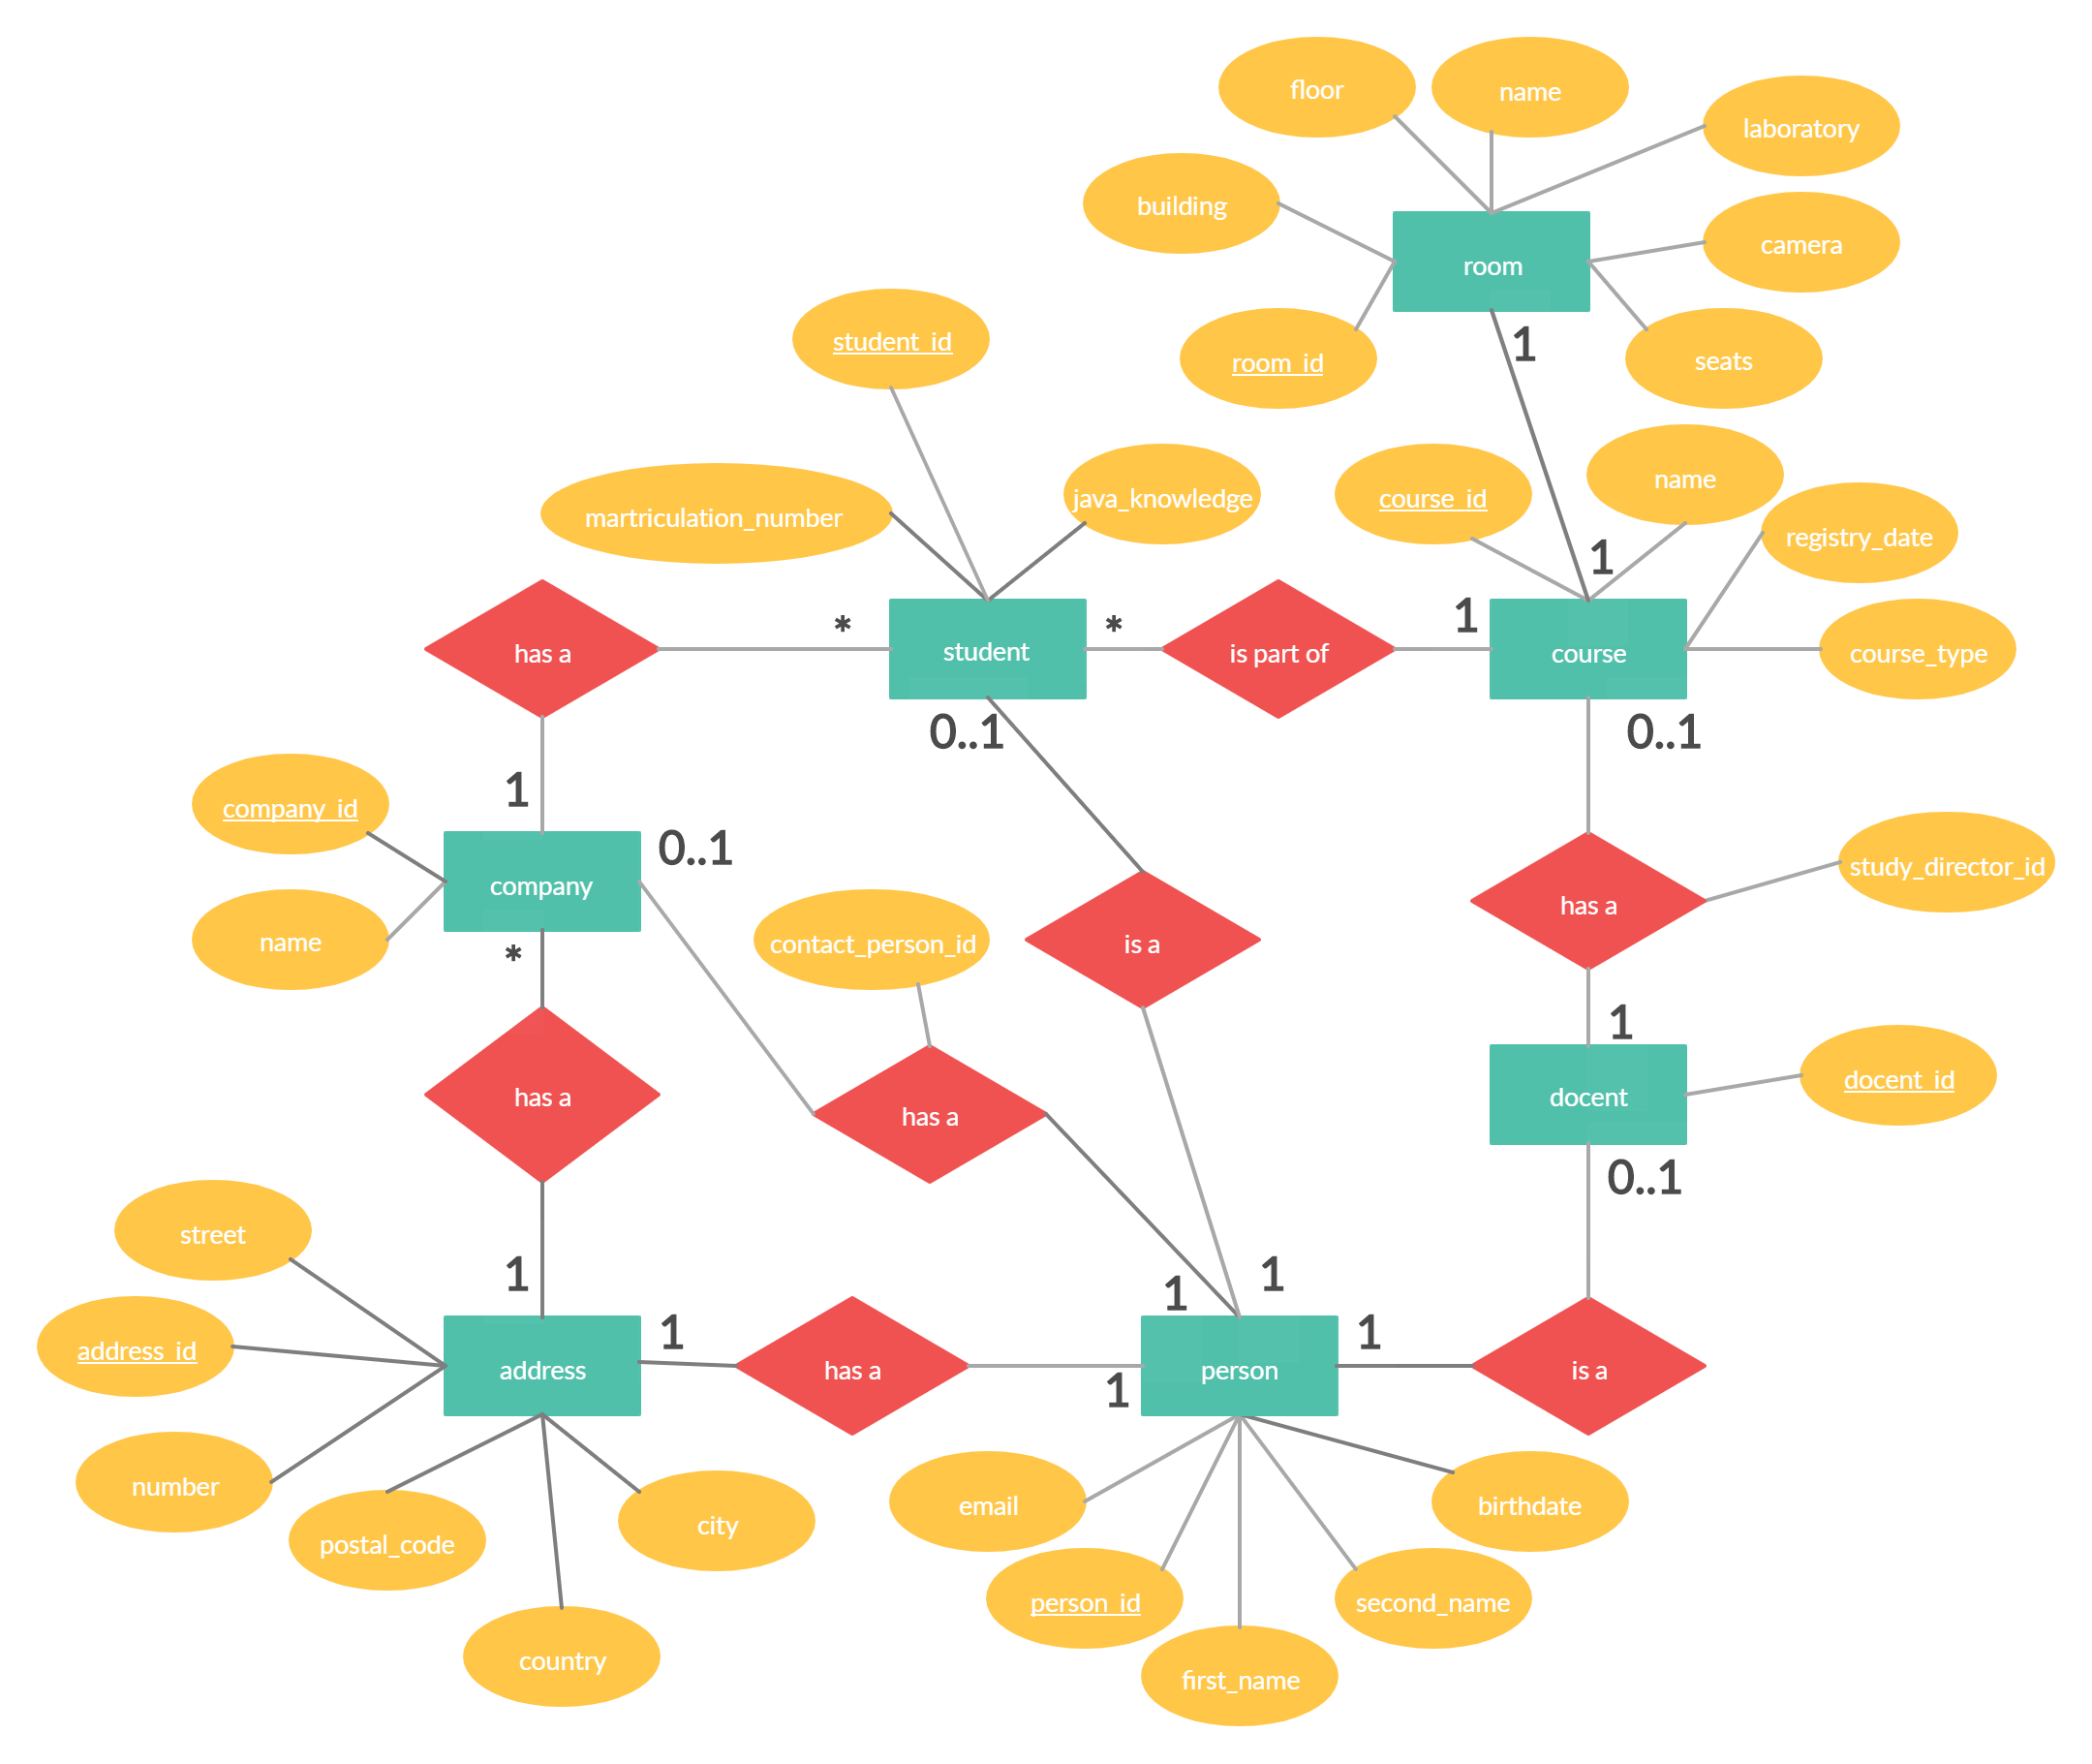 floor
name
laboratory
building
camera
room
1
seats
room_id
student_id
name
course_id
java_knowledge
martriculation_number
registry_date
1
*
*
1
has a
student
is part of
course
course_type
0..1
0..1
1
company_id
0..1
company
study_director_id
name
*
contact_person_id
is a
has a
1
has a
has a
docent
docent_id
0..1
street
1
1
1
address_id
1
1
address
has a
person
is a
1
number
email
birthdate
postal_code
city
person_id
second_name
country
first_name